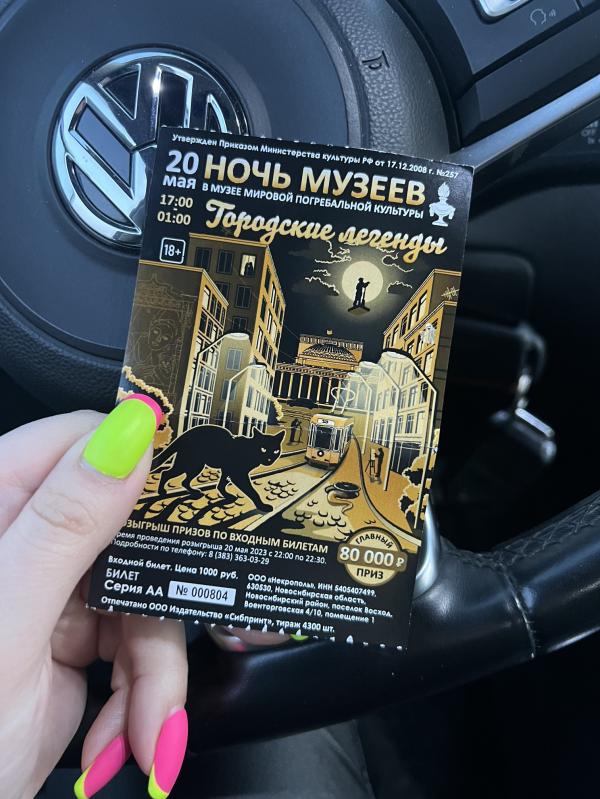 Утвержден Приказом Министерства культуры РФ от 17.12.2008 г. №257
20 мая
17:00 - 01:00
НОЧЬ МУЗЕЕВ
В МУЗЕЕ МИРОВОЙ ПОГРЕБАЛЬНОЙ КУЛЬТУРЫ
Городские легенды
18+
РОЗЫГРЫШ ПРИЗОВ ПО ВХОДНЫМ БИЛЕТАМ
Время проведения розыгрыша 20 мая 2023 с 22:00 по 22:30.
Подробности по телефону: 8 (383) 363-03-29
ГЛАВНЫЙ
80 000 ₽
ПРИЗ
Входной билет. Цена 1000 руб.
БИЛЕТ
Серия АА № 000804
ООО «Некрополь», ИНН 5405407499,
630530, Новосибирская область,
Новосибирский район, поселок Восход,
Военторговская 4/10, помещение 1
Отпечатано ООО Издательство «Сибпринт», тираж 4300 шт.